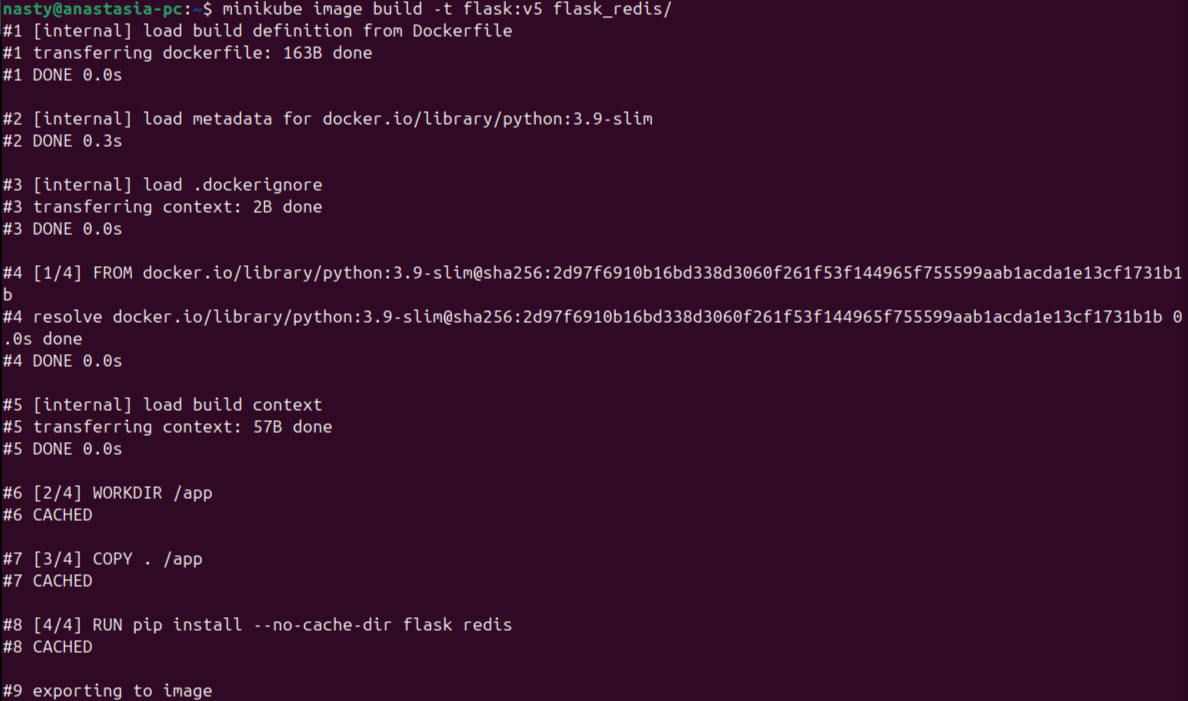 nasty@anastasia-pc:~$ minikube image build -t flask:v5 flask_redis/
#1 [internal] load build definition from Dockerfile
#1 transferring dockerfile: 163B done
#1 DONE 0.0s
#2 [internal] load metadata for docker.io/library/python:3.9-slim
#2 DONE 0.3s
#3 [internal] load .dockerignore
#3 transferring context: 2B done
#3 DONE 0.0s
#4 [1/4] FROM docker.io/library/python:3.9-slim@sha256:2d97f6910b16bd338d3060f261f53f144965f755599aab1acda1e13cf1731b1
b
#4 resolve docker.io/library/python:3.9-slim@sha256:2d97f6910b16bd338d3060f261f53f144965f755599aab1acda1e13cf1731b1b 0
.0s done
#4 DONE 0.0s
#5 [internal] load build context
#5 transferring context: 57B done
#5 DONE 0.0s
#6 [2/4] WORKDIR /app
#6 CACHED
#7 [3/4] COPY . /app
#7 CACHED
#8 [4/4] RUN pip install --no-cache-dir flask redis
#8 CACHED
#9 exporting to image